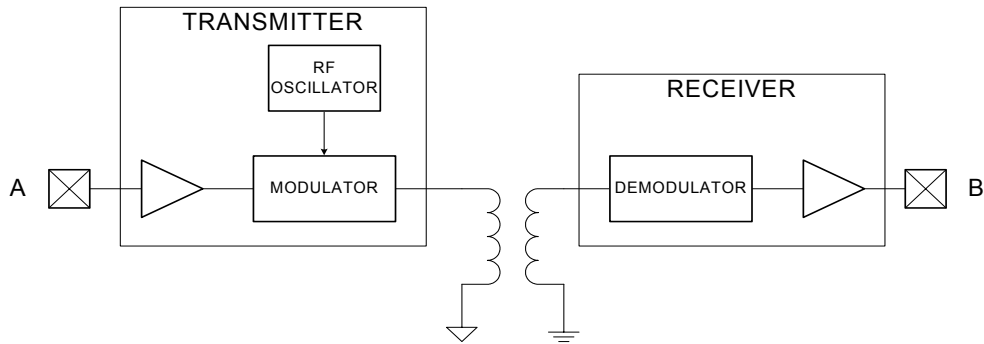 TRANSMITTER
RF
OSCILLATOR
MODULATOR
A
RECEIVER
DEMODULATOR
B